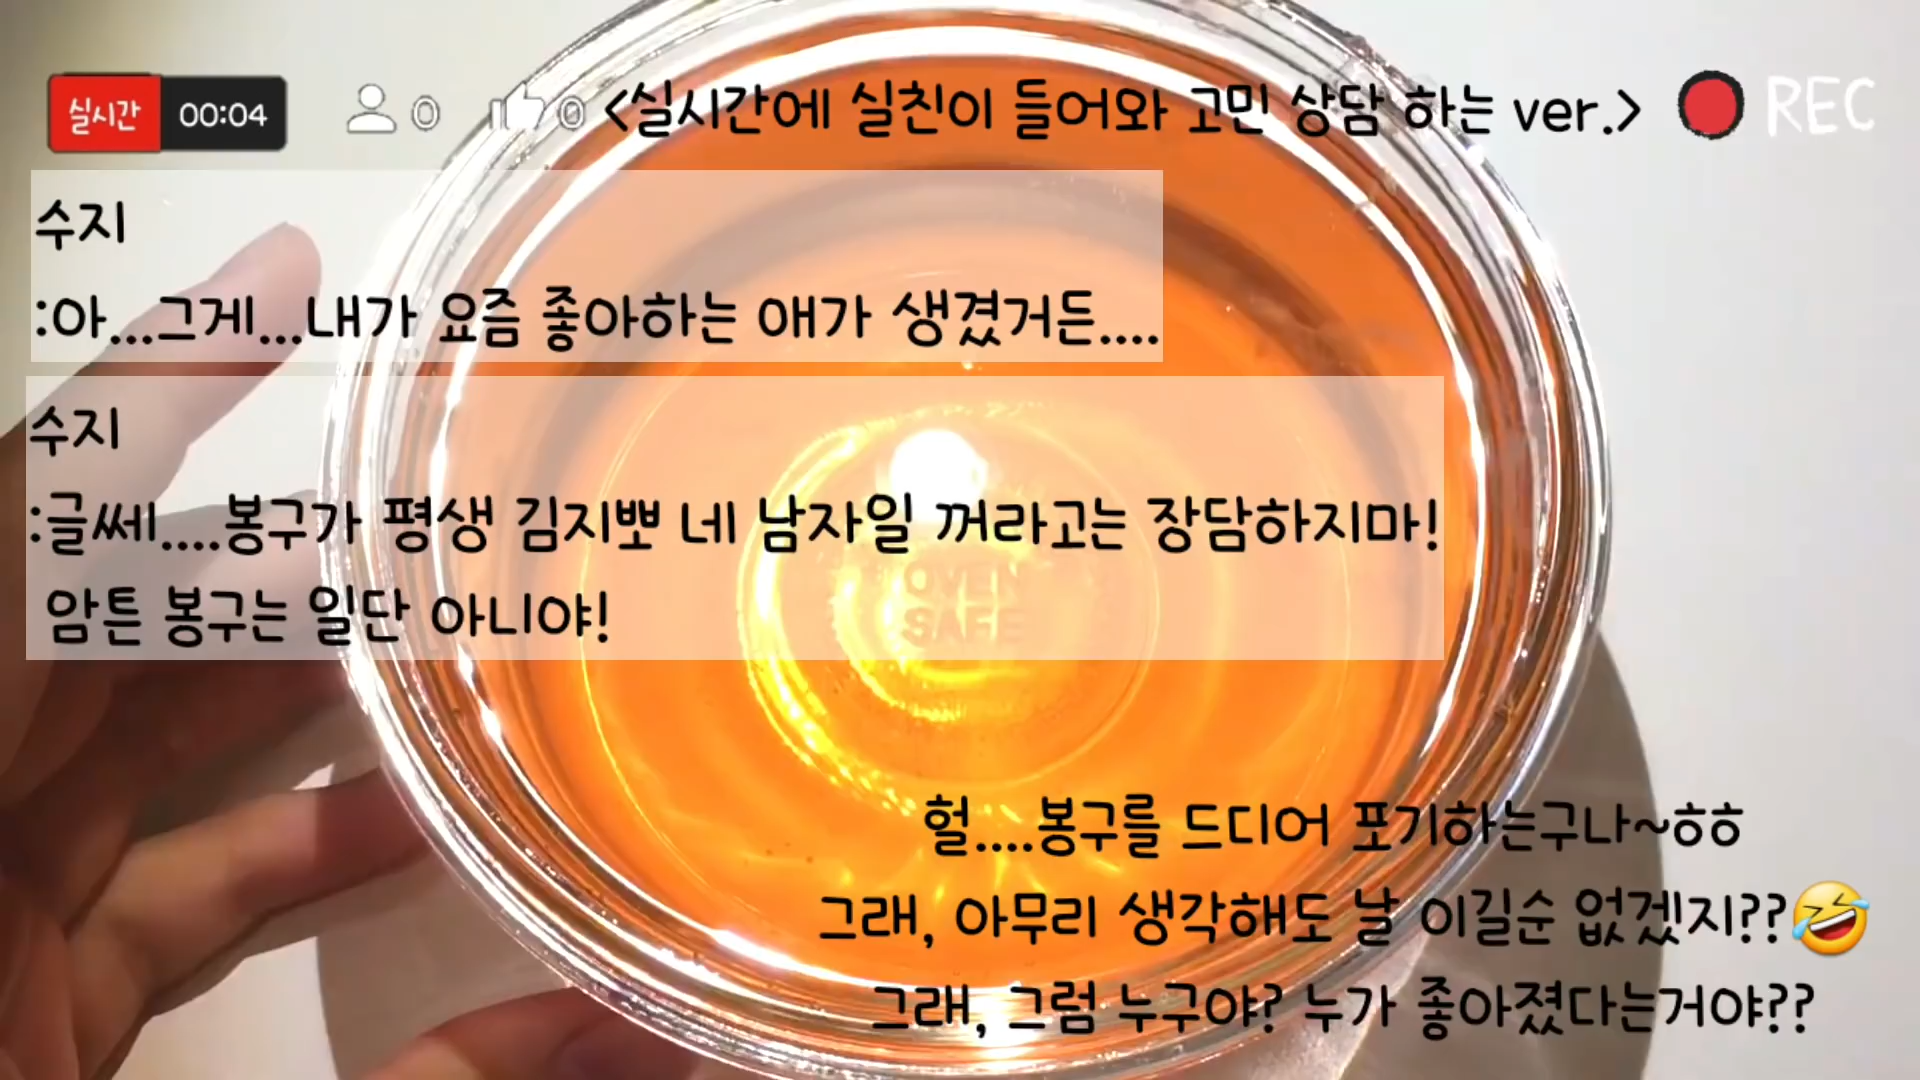 실시간 00:04 0 0 <실시간에 실친이 들어와 고민 상담 하는 ver.> REC
수지
:아...그게...내가 요즘 좋아하는 애가 생겼거든....
수지
:글쎄....봉구가 평생 김지뽀 네 남자일 꺼라고는 장담하지마!
암튼 봉구는 일단 아니야!
OVEN
SAFE
헐....봉구를 드디어 포기하는구나~ㅎㅎ
그래, 아무리 생각해도 날 이길순 없겠지??🤣
그래, 그럼 누구야? 누가 좋아졌다는거야??